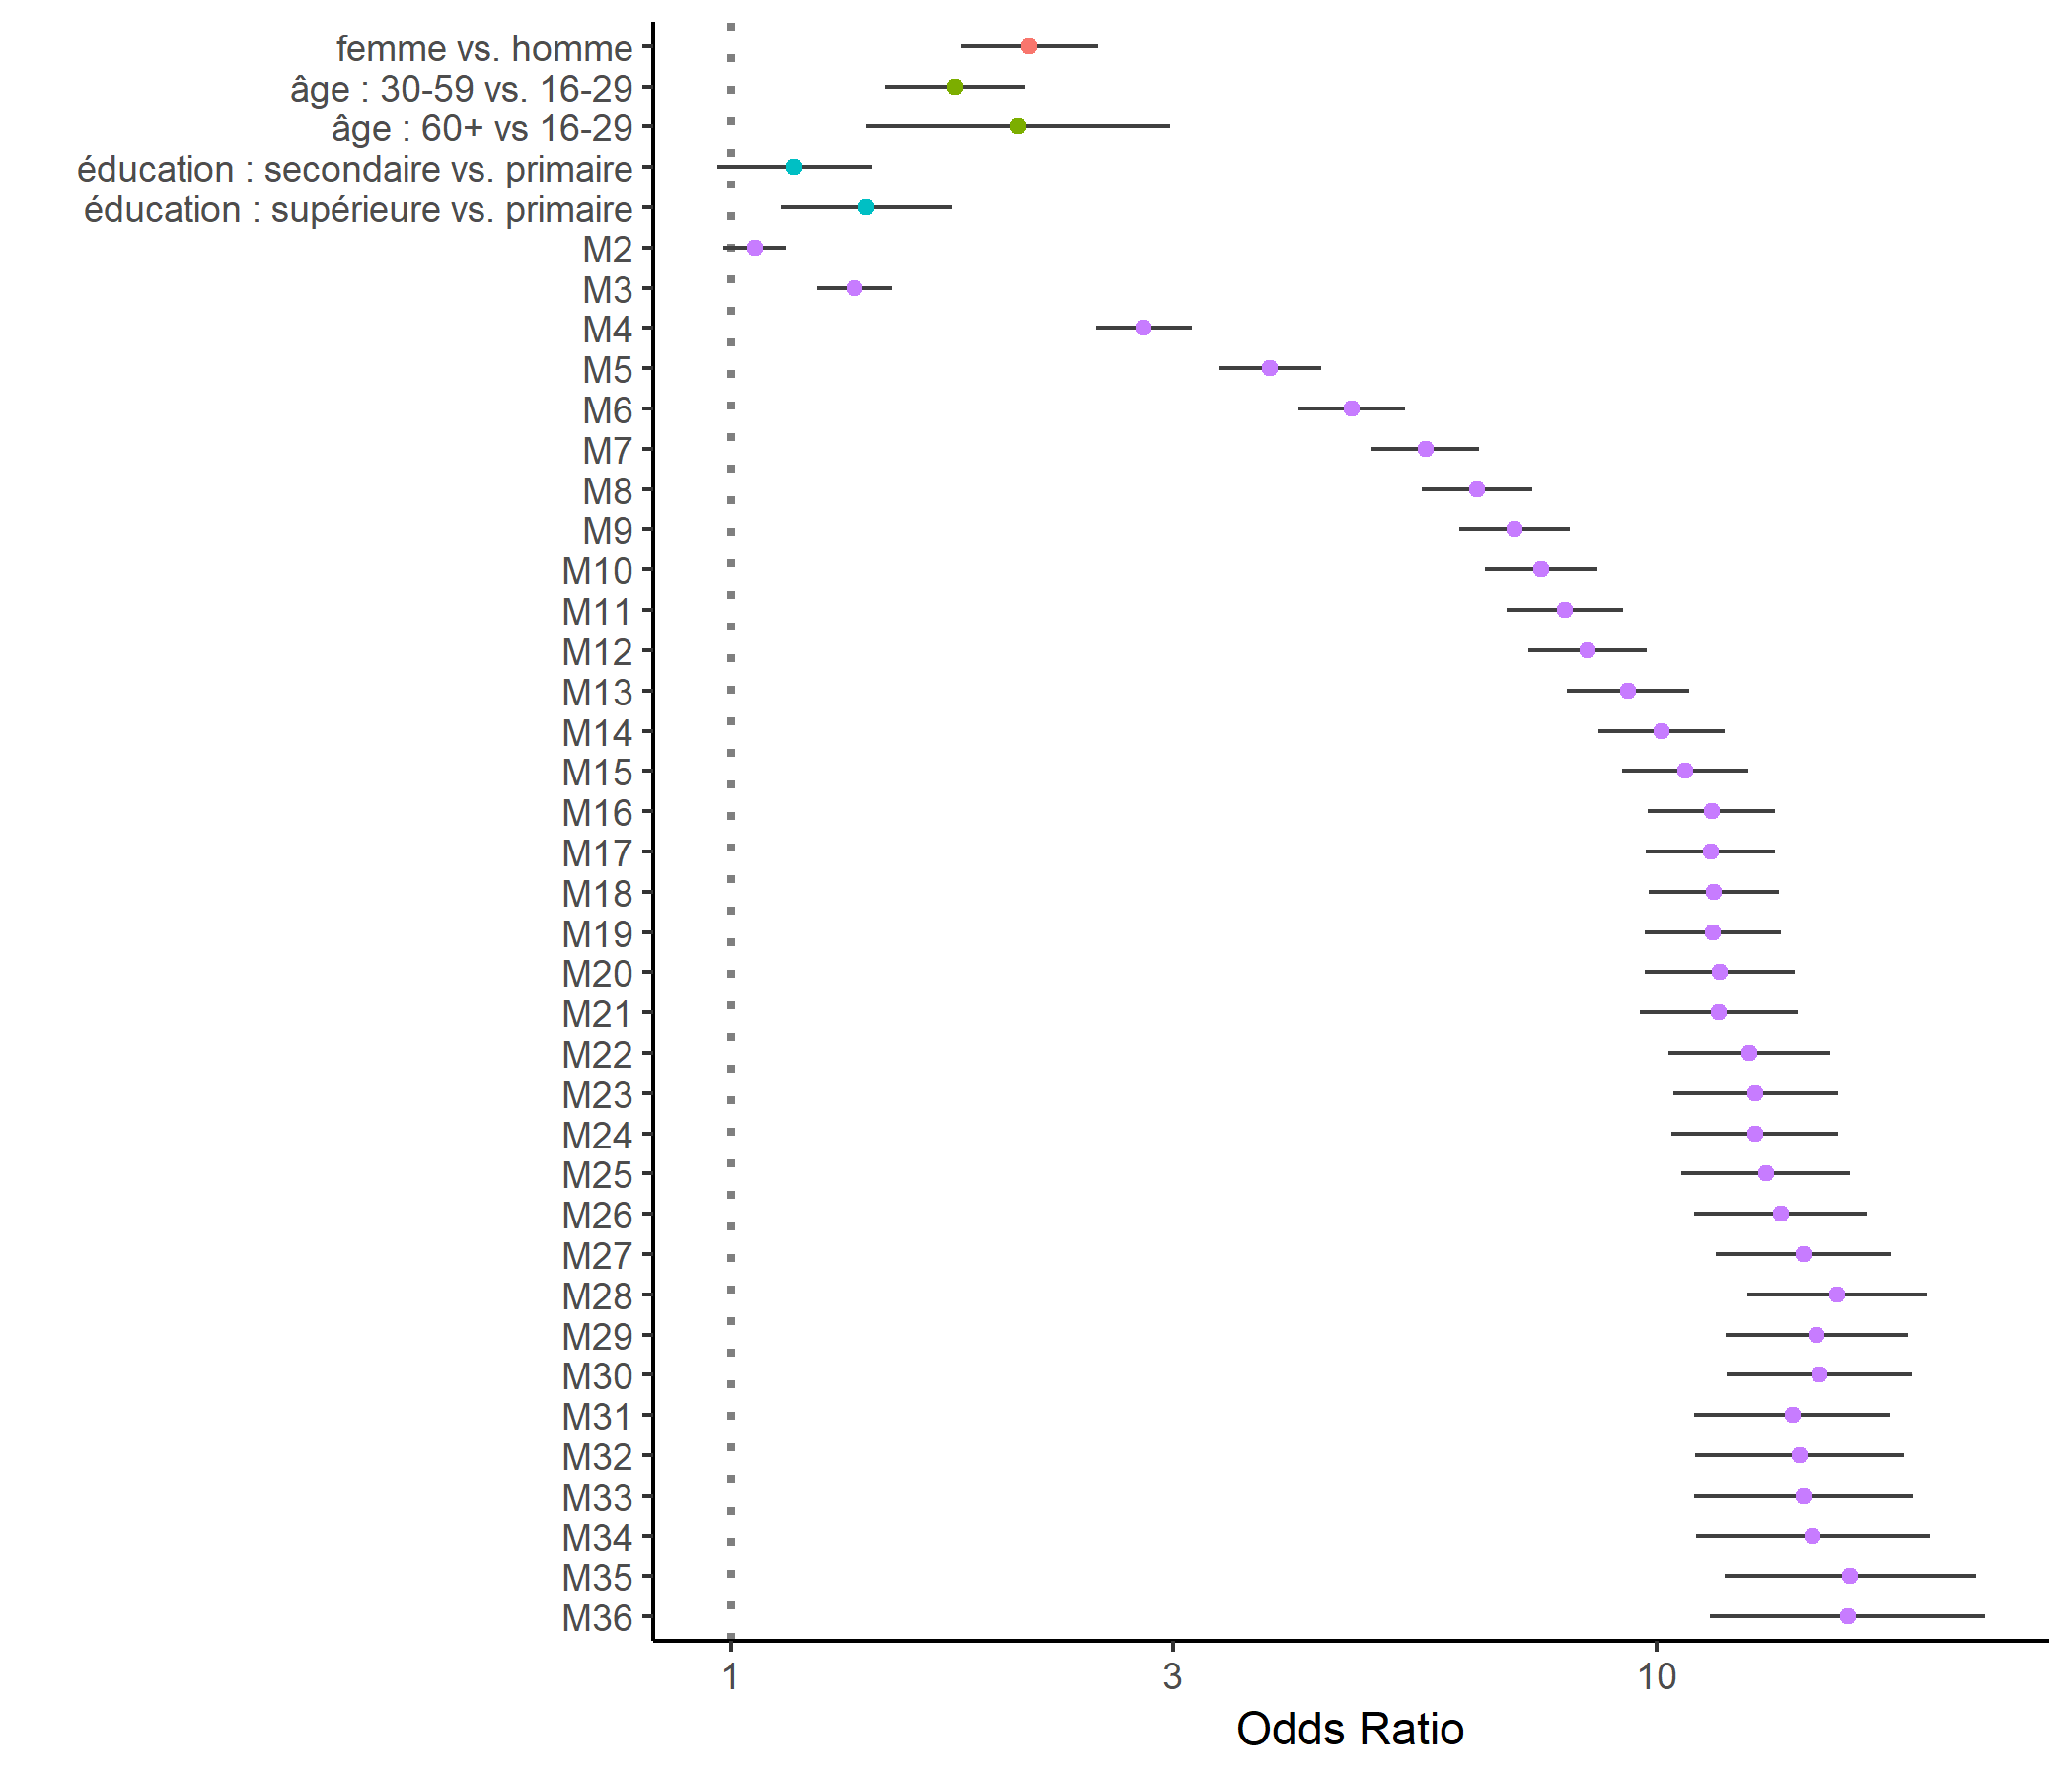 femme vs. homme
âge : 30-59 vs. 16-29
âge : 60+ vs 16-29
éducation : secondaire vs. primaire
éducation : supérieure vs. primaire
M2
M3
M4
M5
M6
M7
M8
M9
M10
M11
M12
M13
M14
M15
M16
M17
M18
M19
M20
M21
M22
M23
M24
M25
M26
M27
M28
M29
M30
M31
M32
M33
M34
M35
M36
1 3 10
Odds Ratio